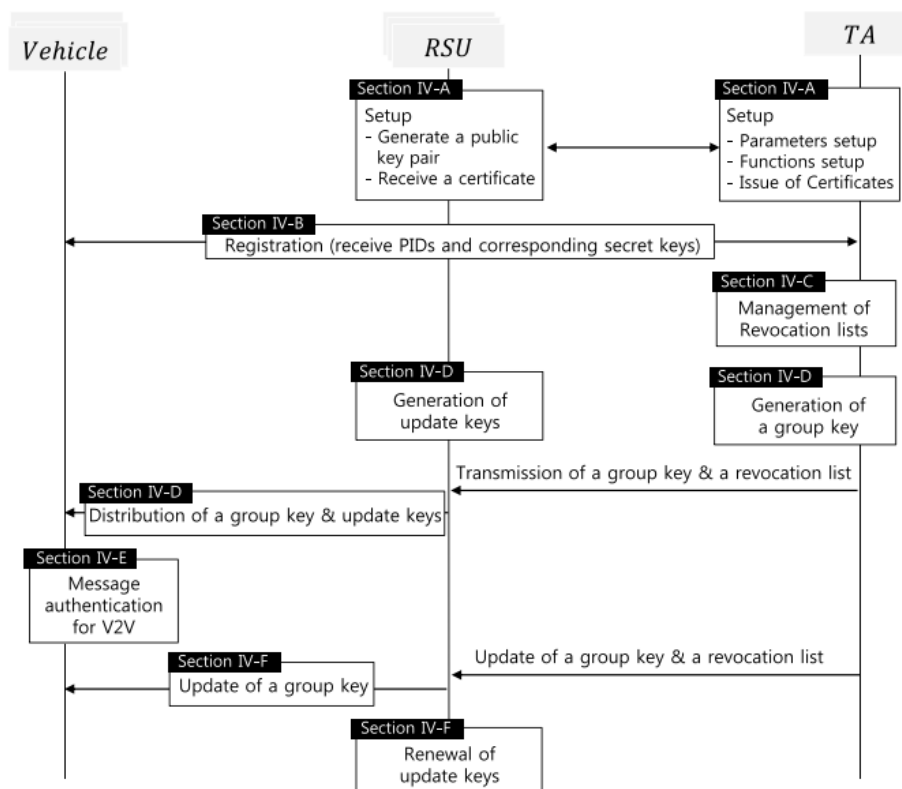 Vehicle
RSU
TA
Section IV-A
Setup
- Generate a public
key pair
- Receive a certificate
Section IV-A
Setup
- Parameters setup
- Functions setup
- Issue of Certificates
Section IV-B
Registration (receive PIDs and corresponding secret keys)
Section IV-C
Management of
Revocation lists
Section IV-D
Generation of
update keys
Section IV-D
Generation of
a group key
Transmission of a group key & a revocation list
Section IV-D
Distribution of a group key & update keys
Section IV-E
Message
authentication
for V2V
Update of a group key & a revocation list
Section IV-F
Update of a group key
Section IV-F
Renewal of
update keys